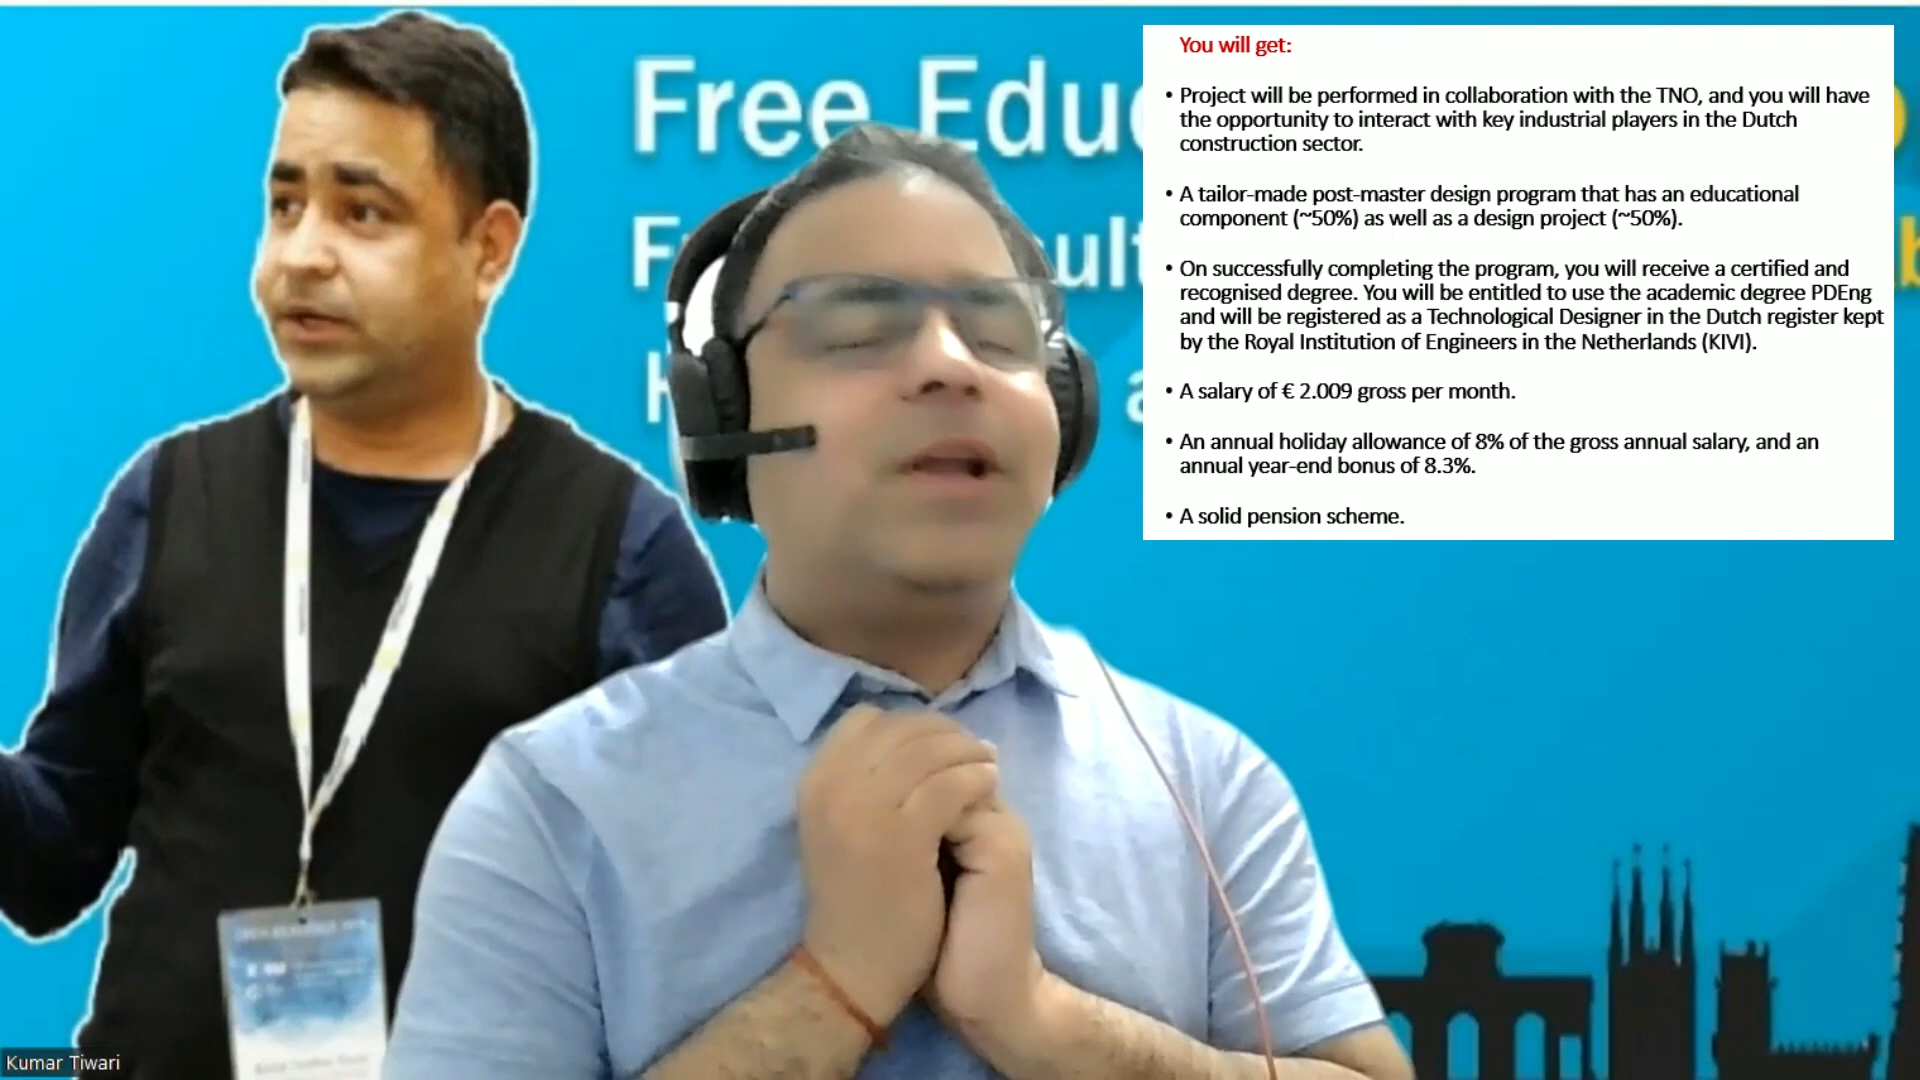 Free Educ
You will get:
• Project will be performed in collaboration with the TNO, and you will have
the opportunity to interact with key industrial players in the Dutch
construction sector.
• A tailor-made post-master design program that has an educational
component (~50%) as well as a design project (~50%).
• On successfully completing the program, you will receive a certified and
recognised degree. You will be entitled to use the academic degree PDEng
and will be registered as a Technological Designer in the Dutch register kept
by the Royal Institution of Engineers in the Netherlands (KIVI).
• A salary of € 2.009 gross per month.
• An annual holiday allowance of 8% of the gross annual salary, and an
annual year-end bonus of 8.3%.
• A solid pension scheme.
Kumar Tiwari